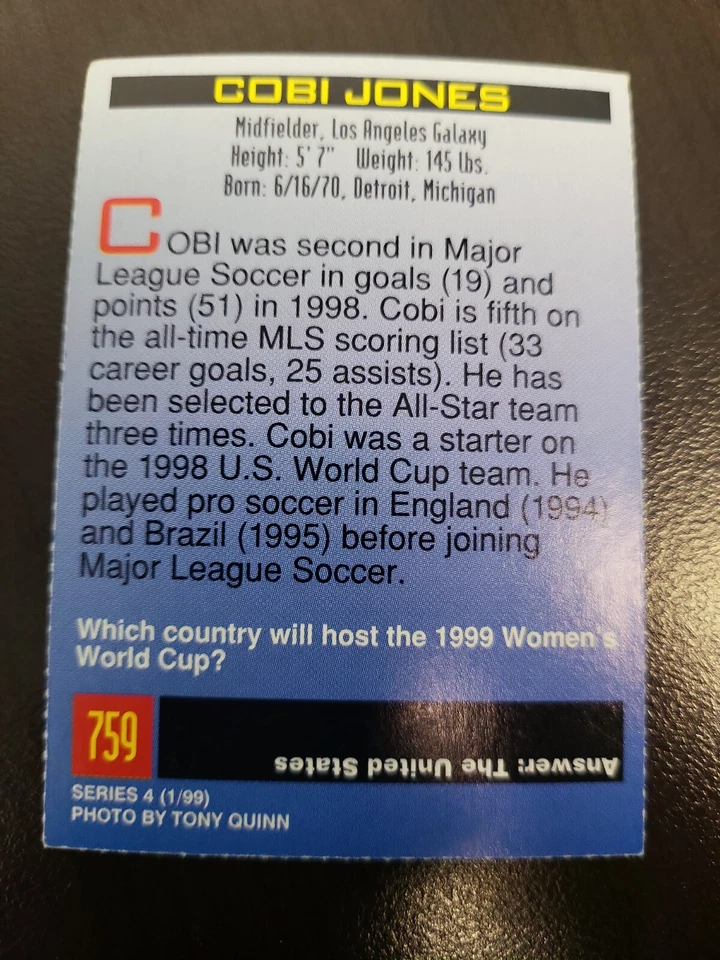 COBI JONES
Midfielder, Los Angeles Galaxy
Height: 5' 7" Weight: 145 lbs.
Born: 6/16/70, Detroit, Michigan
COBI was second in Major
League Soccer in goals (19) and
points (51) in 1998. Cobi is fifth on
the all-time MLS scoring list (33
career goals, 25 assists). He has
been selected to the All-Star team
three times. Cobi was a starter on
the 1998 U.S. World Cup team. He
played pro soccer in England (1994)
and Brazil (1995) before joining
Major League Soccer.
Which country will host the 1999 Women's
World Cup?
759
Answer: The United States
SERIES 4 (1/99)
PHOTO BY TONY QUINN